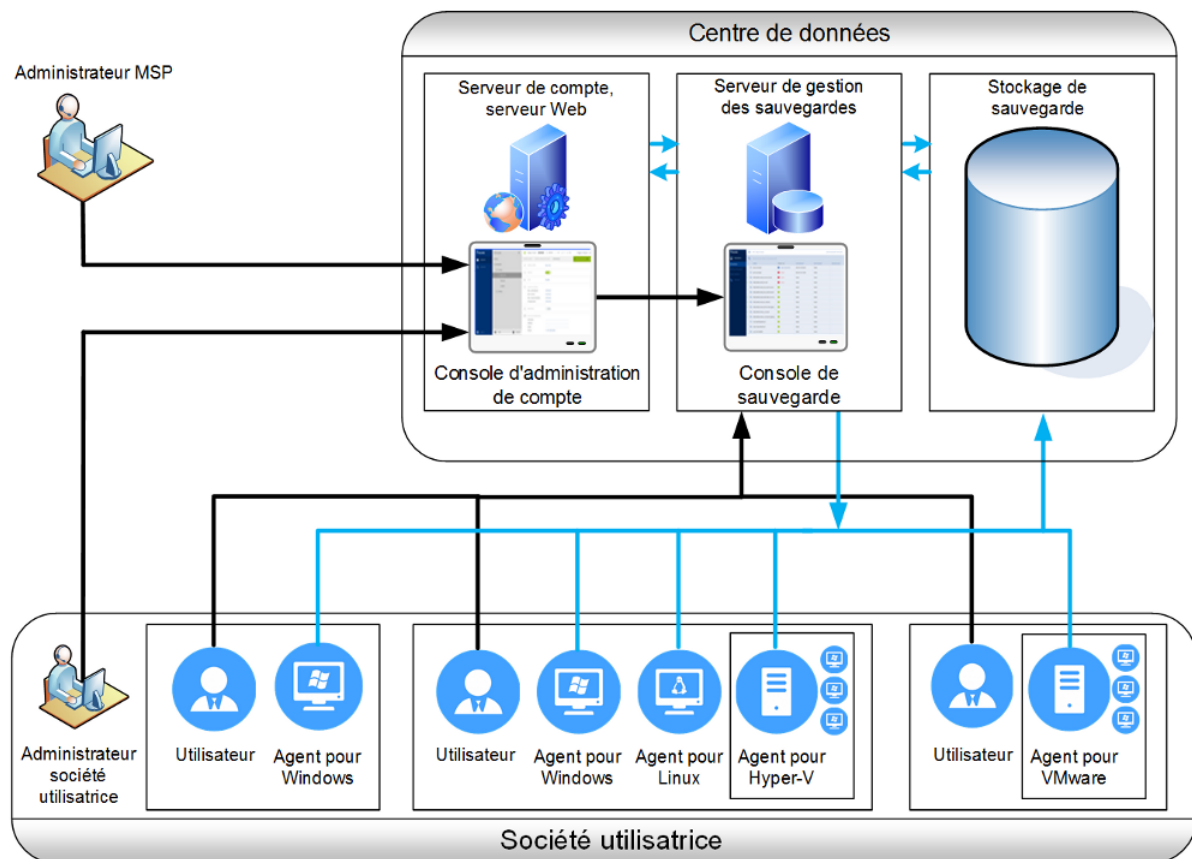 Centre de données
Administrateur MSP
Serveur de compte,
serveur Web
Serveur de gestion
des sauvegardes
Stockage de
sauvegarde
Console d'administration
de compte
Console de
sauvegarde
Administrateur
société
utilisatrice
Utilisateur
Agent pour
Windows
Utilisateur
Agent pour
Windows
Agent pour
Linux
Agent pour
Hyper-V
Utilisateur
Agent pour
VMware
Société utilisatrice